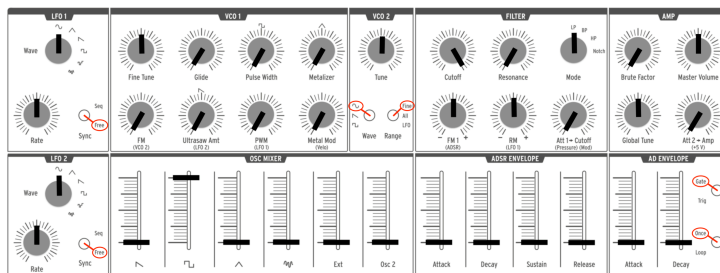 LFO 1
VCO 1
VCO 2
FILTER
AMP
Wave
LP
BP
HP
Notch
Fine Tune
Glide
Pulse Width
Metalizer
Tune
Cutoff
Resonance
Mode
Brute Factor
Master Volume
Seq
Free
Fine
All
LFO
Rate
Sync
FM
(VCO 2)
Ultrasaw Amt
(LFO 2)
PWM
(LFO 1)
Metal Mod
(Velo)
Wave
Range
− +
FM 1
(ADSR)
− +
RM
(LFO 1)
Att 1→Cutoff
(Pressure) (Mod)
Global Tune
Att 2→Amp
(+5 V)
LFO 2
OSC MIXER
ADSR ENVELOPE
AD ENVELOPE
Wave
Gate
Trig
Seq
Free
Once
Loop
Rate
Sync
Ext
Osc 2
Attack
Decay
Sustain
Release
Attack
Decay